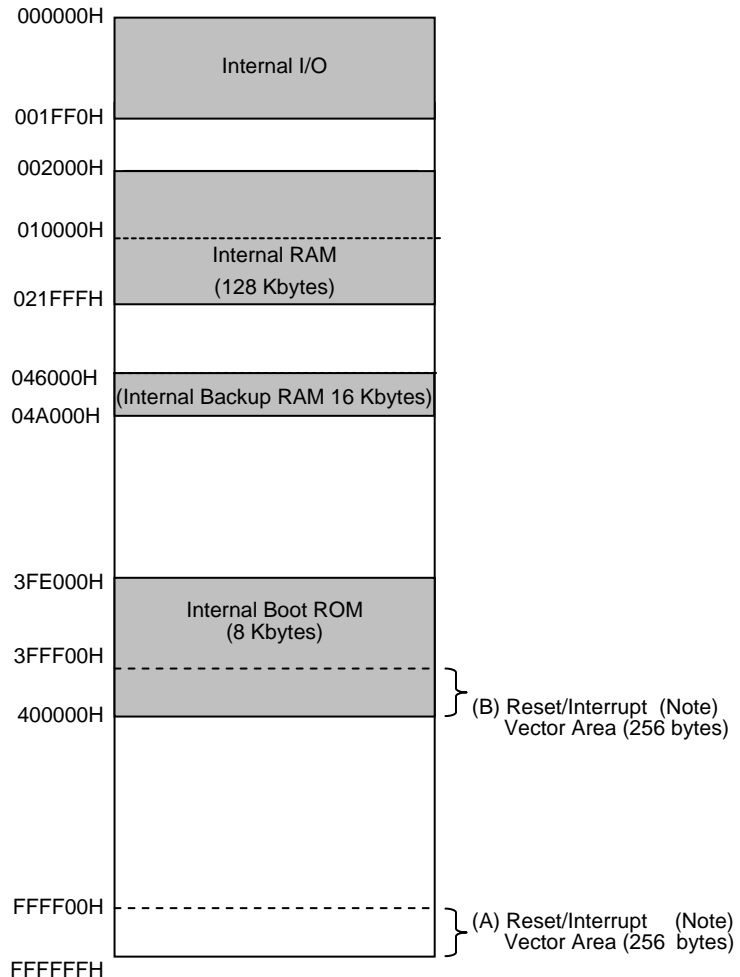 000000H
Internal I/O
001FF0H
002000H
010000H
Internal RAM
(128 Kbytes)
021FFFH
046000H
(Internal Backup RAM 16 Kbytes)
04A000H
3FE000H
Internal Boot ROM
(8 Kbytes)
3FFF00H
(B) Reset/Interrupt (Note)
Vector Area (256 bytes)
400000H
FFFF00H
(A) Reset/Interrupt (Note)
Vector Area (256 bytes)
FFFFFFH